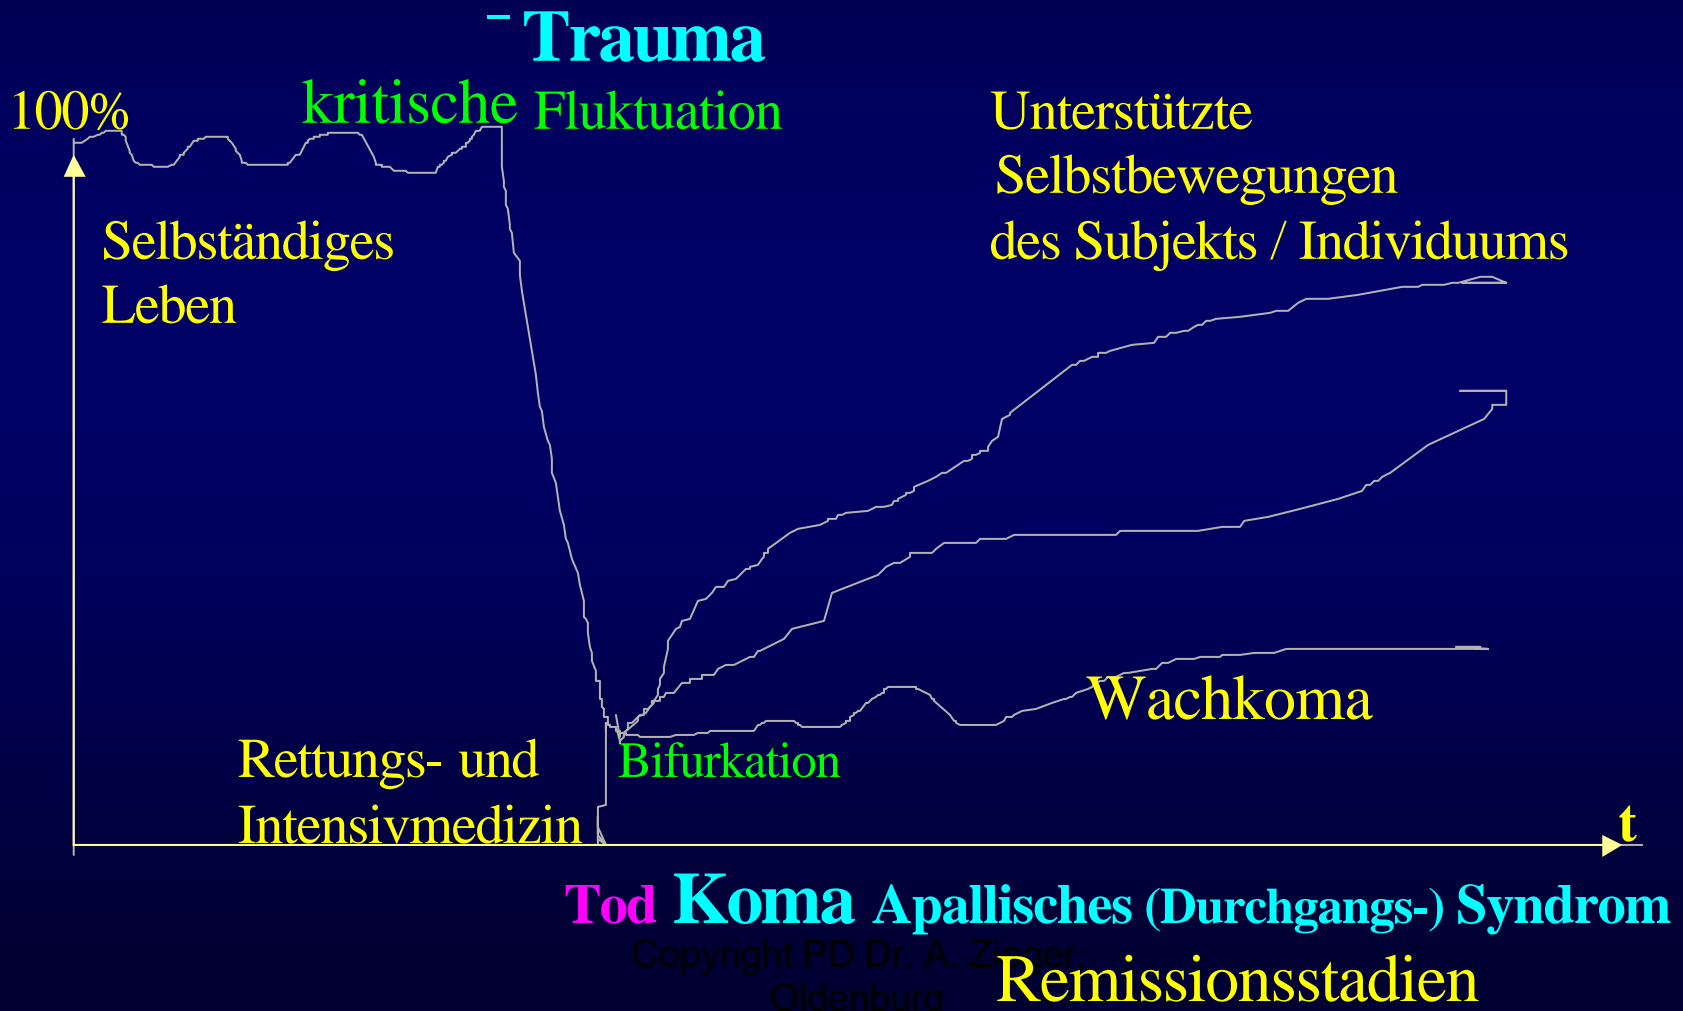 – Trauma
100%
kritische Fluktuation
Unterstützte
Selbstbewegungen
des Subjekts / Individuums
Selbständiges
Leben
Wachkoma
Rettungs- und
Intensivmedizin
Bifurkation
t
Tod Koma Apallisches (Durchgangs-) Syndrom
Copyright PD Dr. A.
Oldenburg
Remissionsstadien